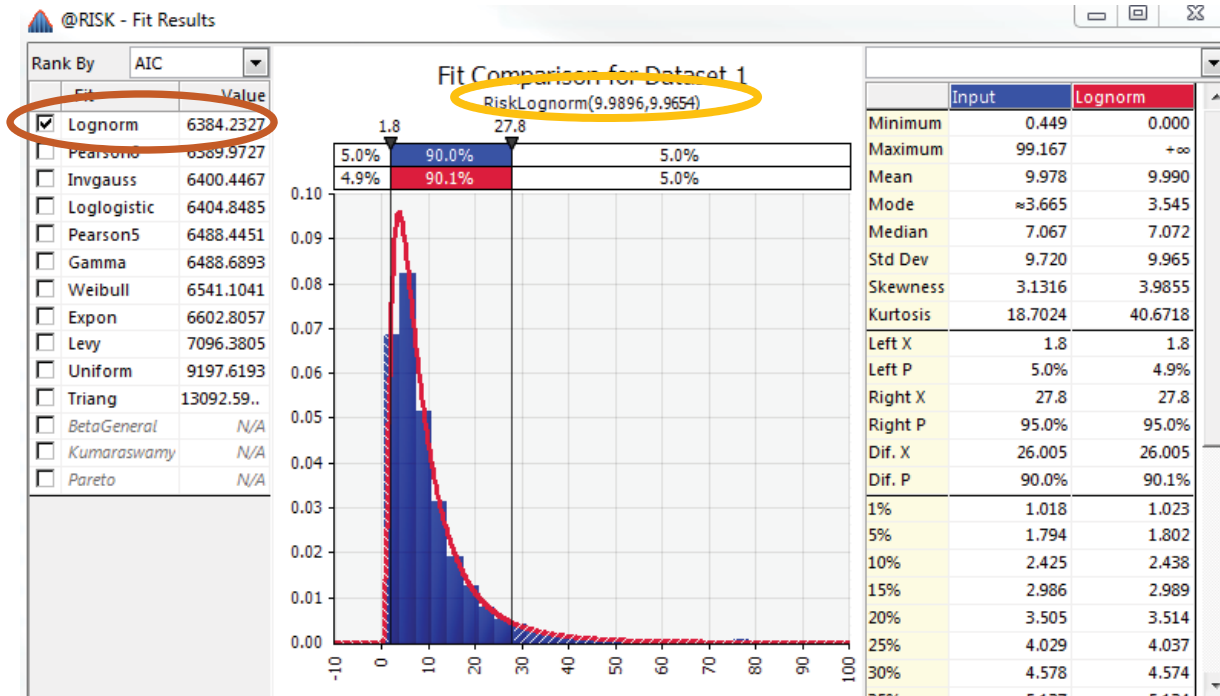 @RISK - Fit Results
Rank By AIC
Fit Value
Lognorm 6384.2327
Pearson6 6389.9727
Invgauss 6400.4467
Loglogistic 6404.8485
Pearson5 6488.4451
Gamma 6488.6893
Weibull 6541.1041
Expon 6602.8057
Levy 7096.3805
Uniform 9197.6193
Triang 13092.59..
BetaGeneral N/A
Kumaraswamy N/A
Pareto N/A
Fit Comparison for Dataset 1
RiskLognorm(9.9896,9.9654)
1.8 27.8
5.0% 90.0% 5.0%
4.9% 90.1% 5.0%
0.10
0.09
0.08
0.07
0.06
0.05
0.04
0.03
0.02
0.01
0.00
-10 0 10 20 30 40 50 60 70 80 90 100
Input Lognorm
Minimum 0.449 0.000
Maximum 99.167 +∞
Mean 9.978 9.990
Mode ≈3.665 3.545
Median 7.067 7.072
Std Dev 9.720 9.965
Skewness 3.1316 3.9855
Kurtosis 18.7024 40.6718
Left X 1.8 1.8
Left P 5.0% 4.9%
Right X 27.8 27.8
Right P 95.0% 95.0%
Dif. X 26.005 26.005
Dif. P 90.0% 90.1%
1% 1.018 1.023
5% 1.794 1.802
10% 2.425 2.438
15% 2.986 2.989
20% 3.505 3.514
25% 4.029 4.037
30% 4.578 4.574